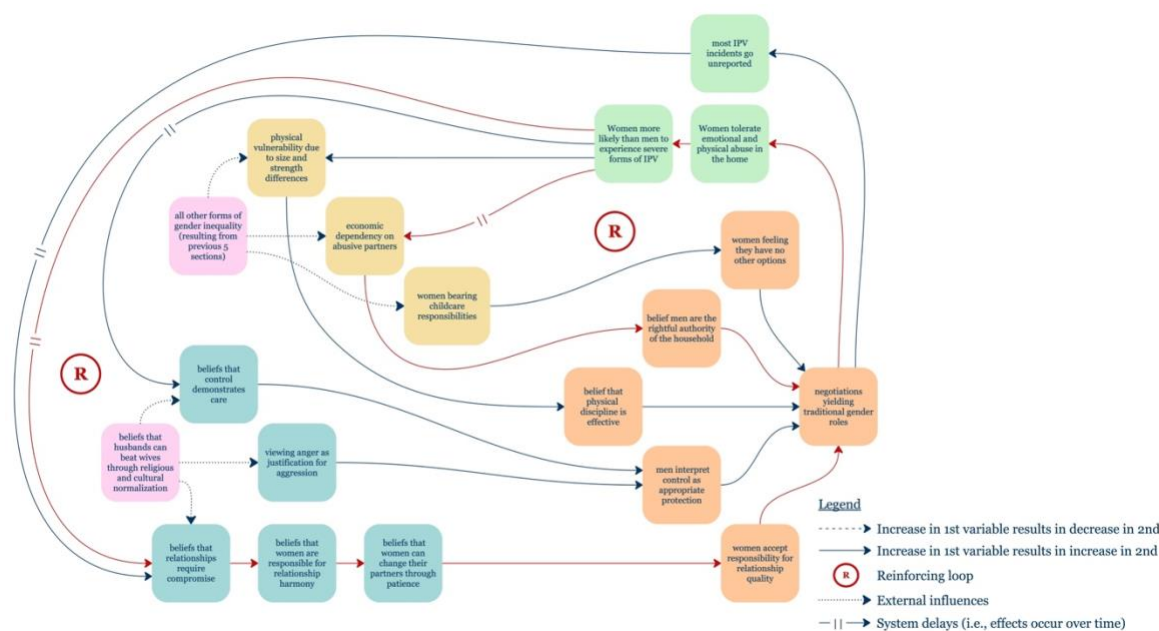 most IPV
incidents go
unreported
Women more
likely than men to
experience severe
forms of IPV
Women tolerate
emotional and
physical abuse in
the home
physical
vulnerability due
to size and
strength
differences
all other forms of
gender inequality
(resulting from
previous 5
sections)
economic
dependency on
abusive partners
R
women feeling
they have no
other options
women bearing
childcare
responsibilities
belief men are the
rightful authority
of the household
R
beliefs that
control
demonstrates
care
belief that
physical
discipline is
effective
negotiations
yielding
traditional gender
roles
beliefs that
husbands can
beat wives
through religious
and cultural
normalization
viewing anger as
justification for
aggression
men interpret
control as
appropriate
protection
beliefs that
relationships
require
compromise
beliefs that
women are
responsible for
relationship
harmony
beliefs that
women can
change their
partners through
patience
women accept
responsibility for
relationship
quality
Legend
Increase in 1st variable results in decrease in 2nd
Increase in 1st variable results in increase in 2nd
R Reinforcing loop
External influences
System delays (i.e., effects occur over time)